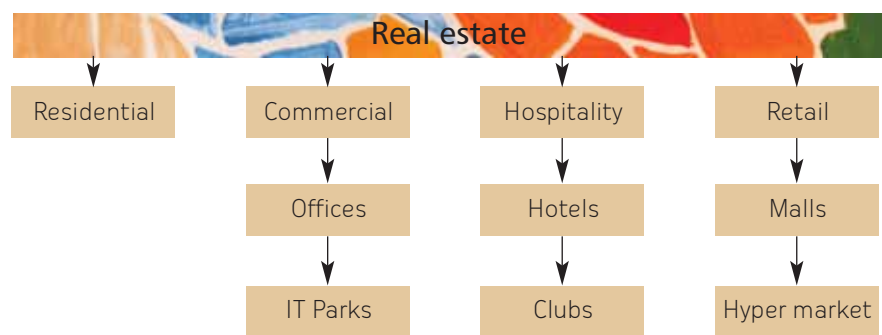 Real estate
Residential
Commercial
Hospitality
Retail
Offices
Hotels
Malls
IT Parks
Clubs
Hyper market